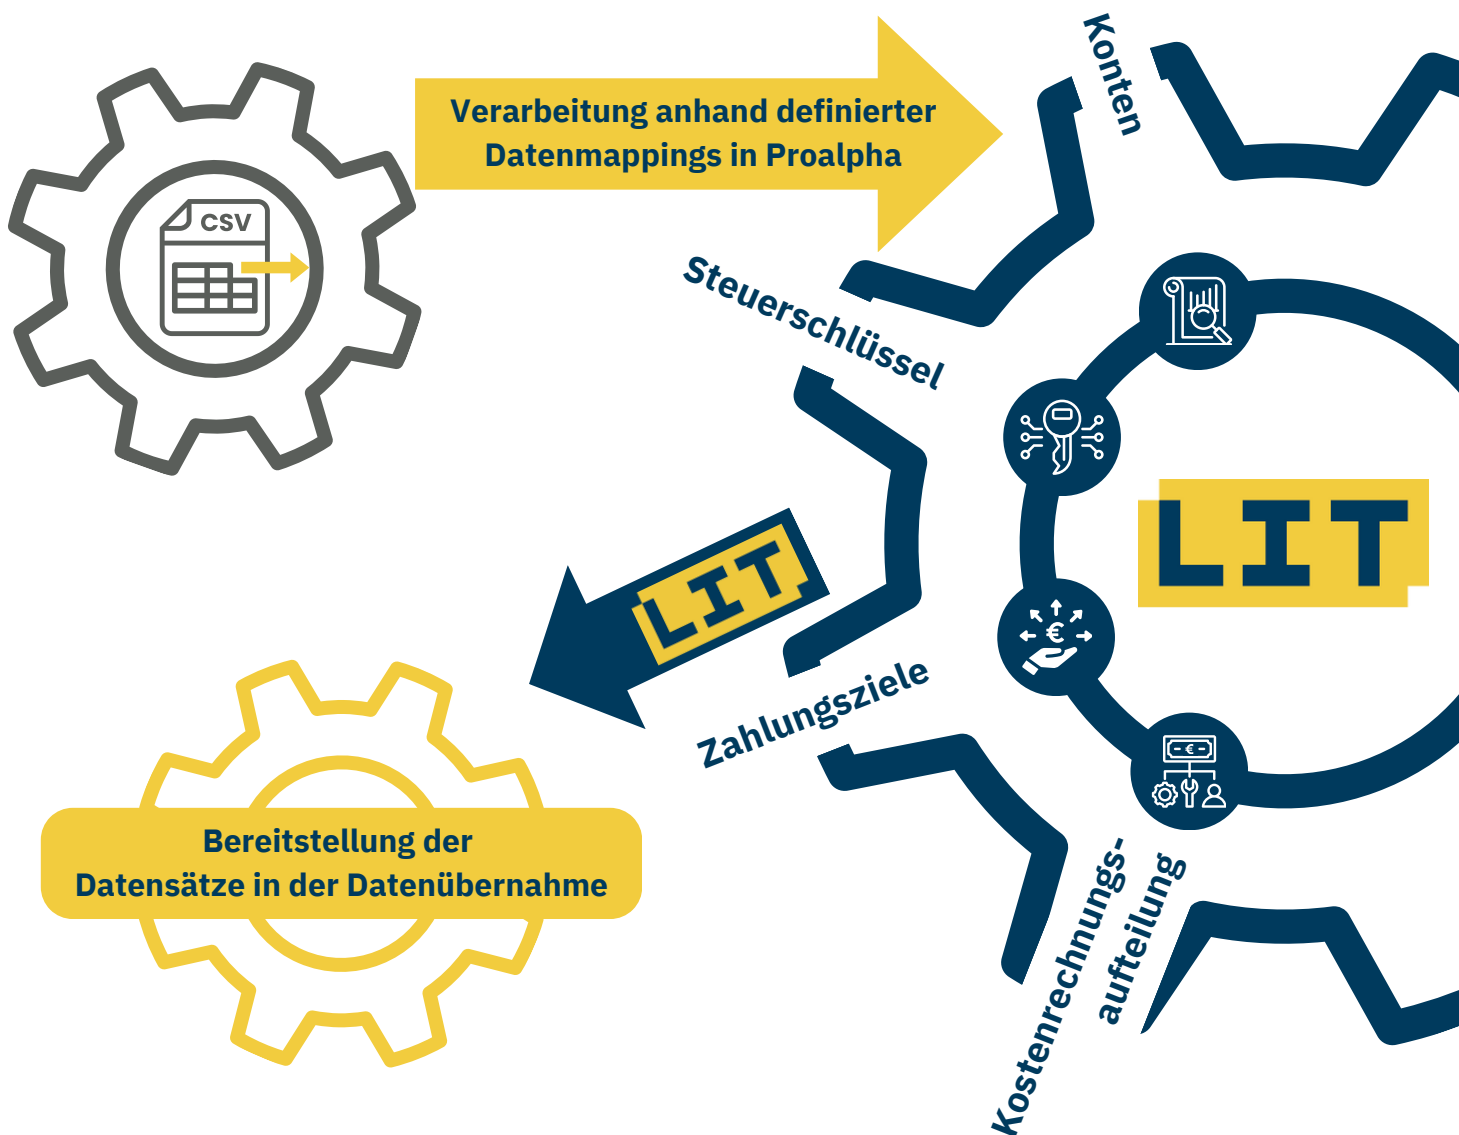 CSV
Verarbeitung anhand definierter
Datenmappings in Proalpha
Konten
Steuerschlüssel
LIT
LIT
Zahlungsziele
Kostenrechnungs-
aufteilung
Bereitstellung der
Datensätze in der Datenübernahme
€
- € -